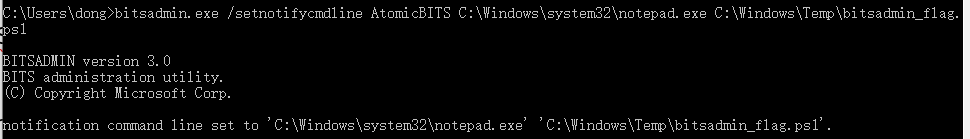 C:\Users\dong>bitsadmin.exe /setnotifycmdline AtomicBITS C:\Windows\system32\notepad.exe C:\Windows\Temp\bitsadmin_flag.
ps1
BITSADMIN version 3.0
BITS administration utility.
(C) Copyright Microsoft Corp.
notification command line set to 'C:\Windows\system32\notepad.exe' 'C:\Windows\Temp\bitsadmin_flag.ps1'.